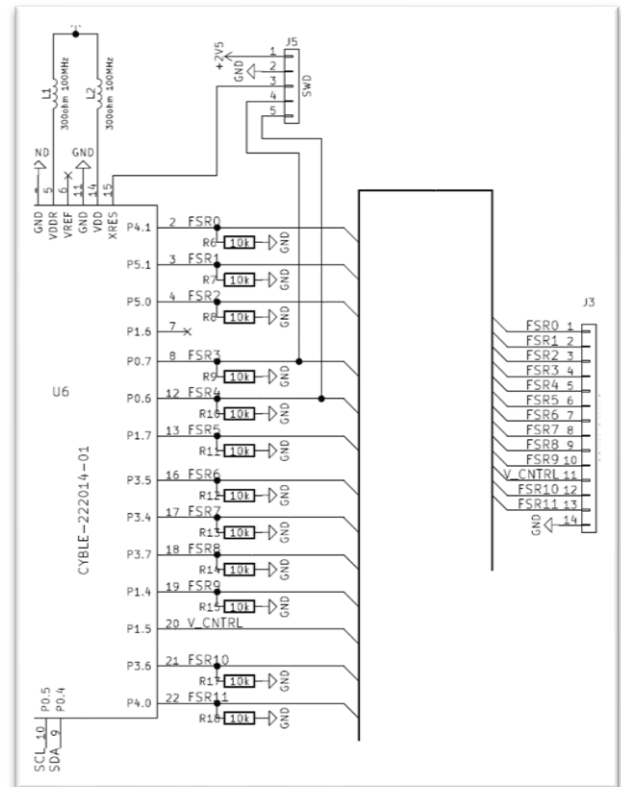 J5
+2V5 1
GND 2
3
4
5
SWD
L1
300ohm 100MHz
L2
300ohm 100MHz
ND
GND
5
6
11
14
15
GND
VDDR
VREF
GND
VDD
XRES
P4.1 2 FSR0
R6 10k GND
P5.1 3 FSR1
R7 10k GND
P5.0 4 FSR2
R8 10k GND
P1.6 7
P0.7 8 FSR3
R9 10k GND
P0.6 12 FSR4
R10 10k GND
P1.7 13 FSR5
R11 10k GND
P3.5 16 FSR6
R12 10k GND
P3.4 17 FSR7
R13 10k GND
P3.7 18 FSR8
R14 10k GND
P1.4 19 FSR9
R15 10k GND
P1.5 20 V_CNTRL
P3.6 21 FSR10
R17 10k GND
P4.0 22 FSR11
R18 10k GND
U6
CYBLE-222014-01
P0.5
P0.4
SCL 10
SDA 9
J3
FSR0 1
FSR1 2
FSR2 3
FSR3 4
FSR4 5
FSR5 6
FSR6 7
FSR7 8
FSR8 9
FSR9 10
V_CNTRL 11
FSR10 12
FSR11 13
GND 14